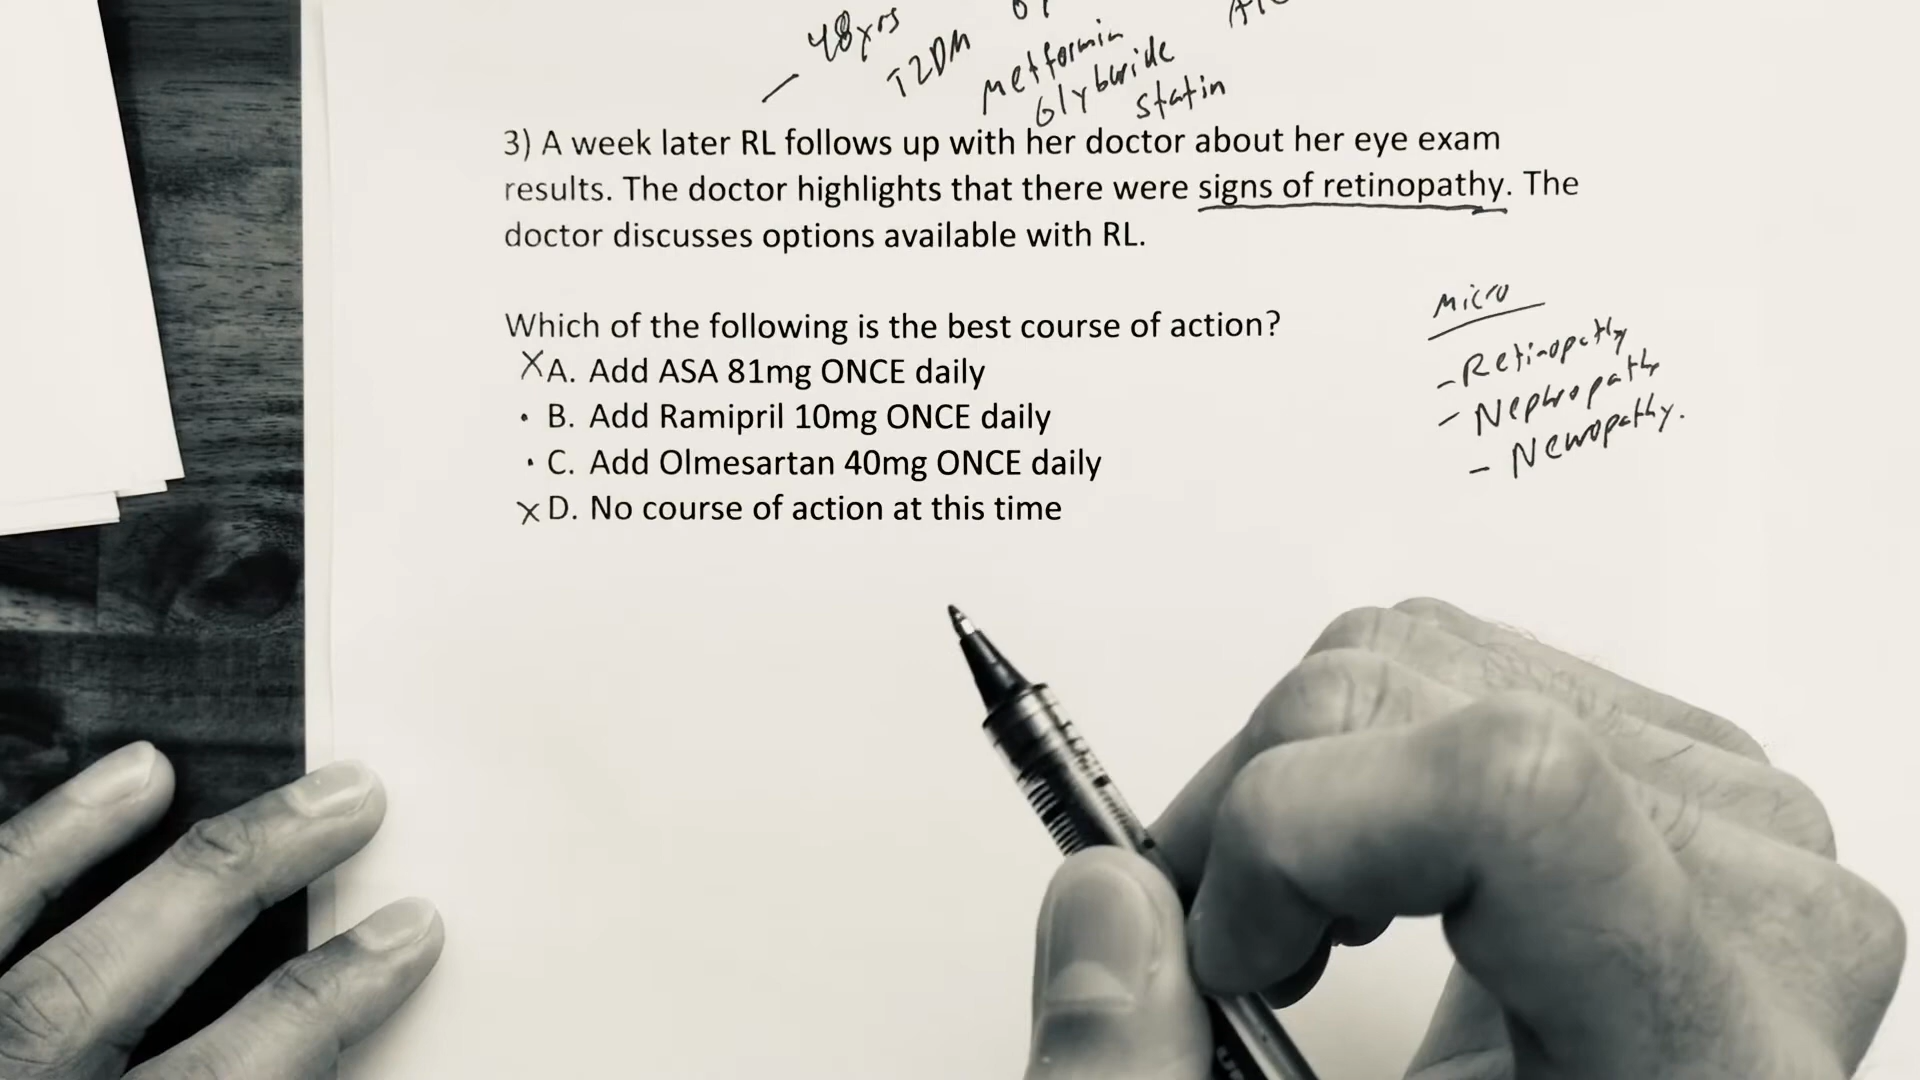 - 48yrs
T2DM
metformin
Glyburide
statin
3) A week later RL follows up with her doctor about her eye exam
results. The doctor highlights that there were signs of retinopathy. The
doctor discusses options available with RL.
Which of the following is the best course of action?
X A. Add ASA 81mg ONCE daily
· B. Add Ramipril 10mg ONCE daily
· C. Add Olmesartan 40mg ONCE daily
X D. No course of action at this time
Micro
- Retinopathy
- Nephropathy
- Neuropathy.